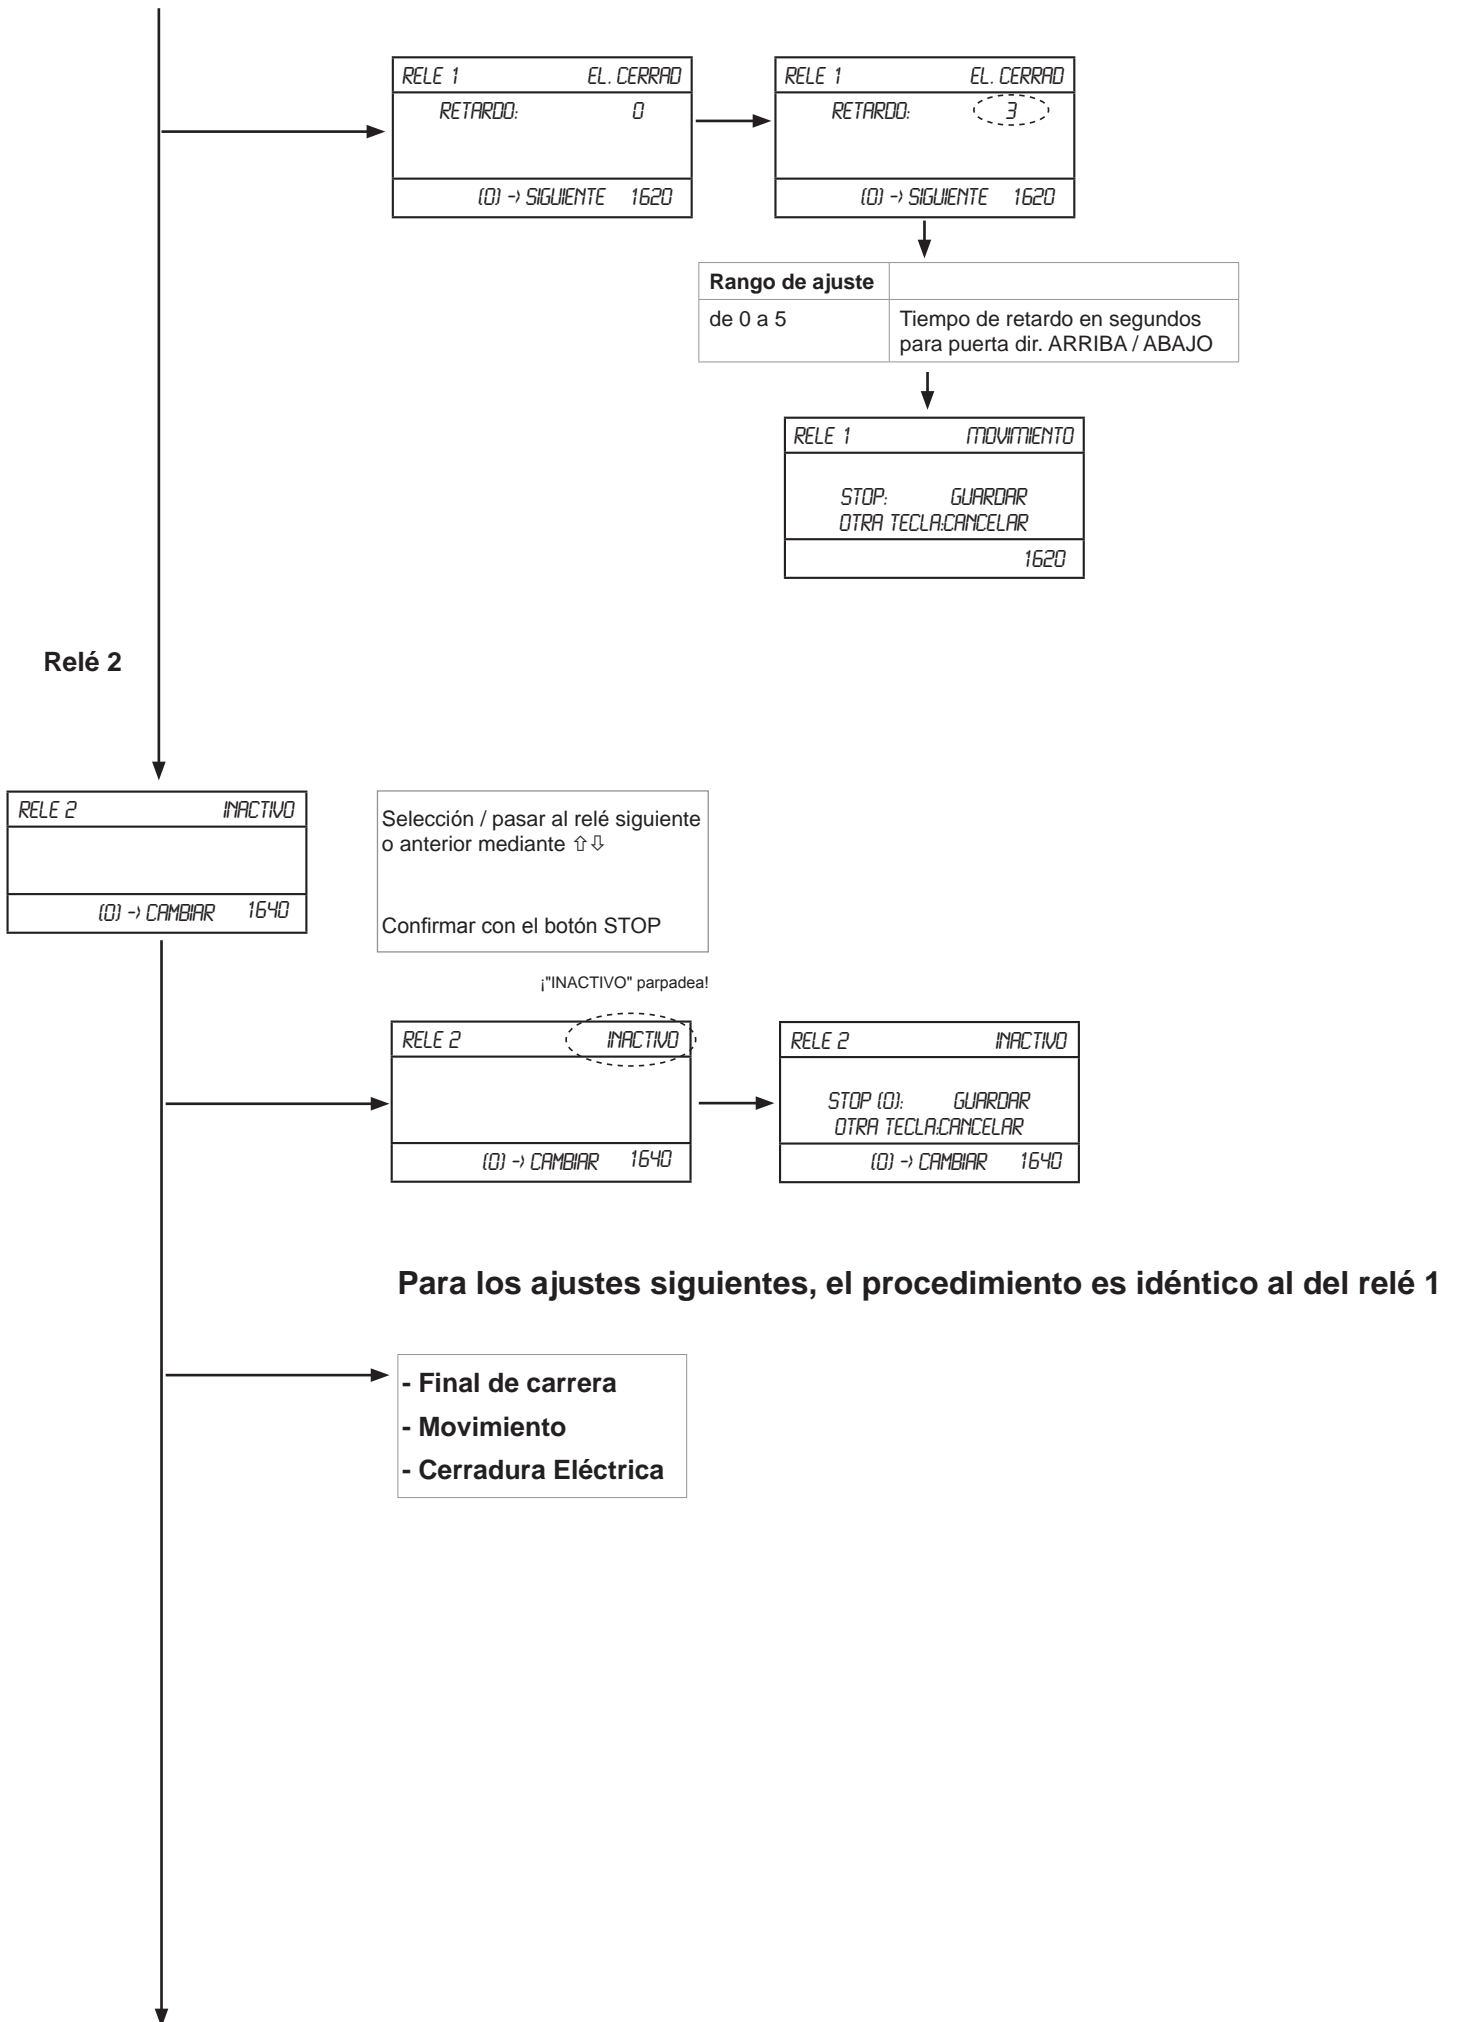 RELE 1 EL. CERRAD
RETARDO: 0
(0) -> SIGUIENTE 1620
RELE 1 EL. CERRAD
RETARDO: 3
(0) -> SIGUIENTE 1620
Rango de ajuste
de 0 a 5 Tiempo de retardo en segundos
para puerta dir. ARRIBA / ABAJO
RELE 1 MOVIMIENTO
STOP: GUARDAR
OTRA TECLA:CANCELAR
1620
Relé 2
RELE 2 INACTIVO
(0) -> CAMBIAR 1640
Selección / pasar al relé siguiente
o anterior mediante ⇧⇩
Confirmar con el botón STOP
¡"INACTIVO" parpadea!
RELE 2 INACTIVO
(0) -> CAMBIAR 1640
RELE 2 INACTIVO
STOP (0): GUARDAR
OTRA TECLA:CANCELAR
(0) -> CAMBIAR 1640
Para los ajustes siguientes, el procedimiento es idéntico al del relé 1
- Final de carrera
- Movimiento
- Cerradura Eléctrica